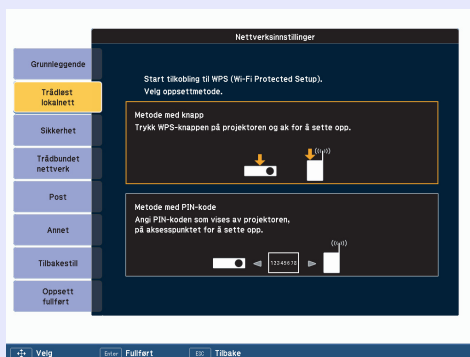 Nettverksinnstillinger
Grunnleggende
Trådløst
lokalnett
Sikkerhet
Trådbundet
nettverk
Post
Annet
Tilbakestill
Oppsett
fullført
Start tilkobling til WPS (Wi-Fi Protected Setup).
Velg oppsettmetode.
Metode med knapp
Trykk WPS-knappen på projektoren og ak for å sette opp.
Metode med PIN-kode
Angi PIN-koden som vises av projektoren,
på aksesspunktet for å sette opp.
12345678
Velg Enter Fullført ESC Tilbake